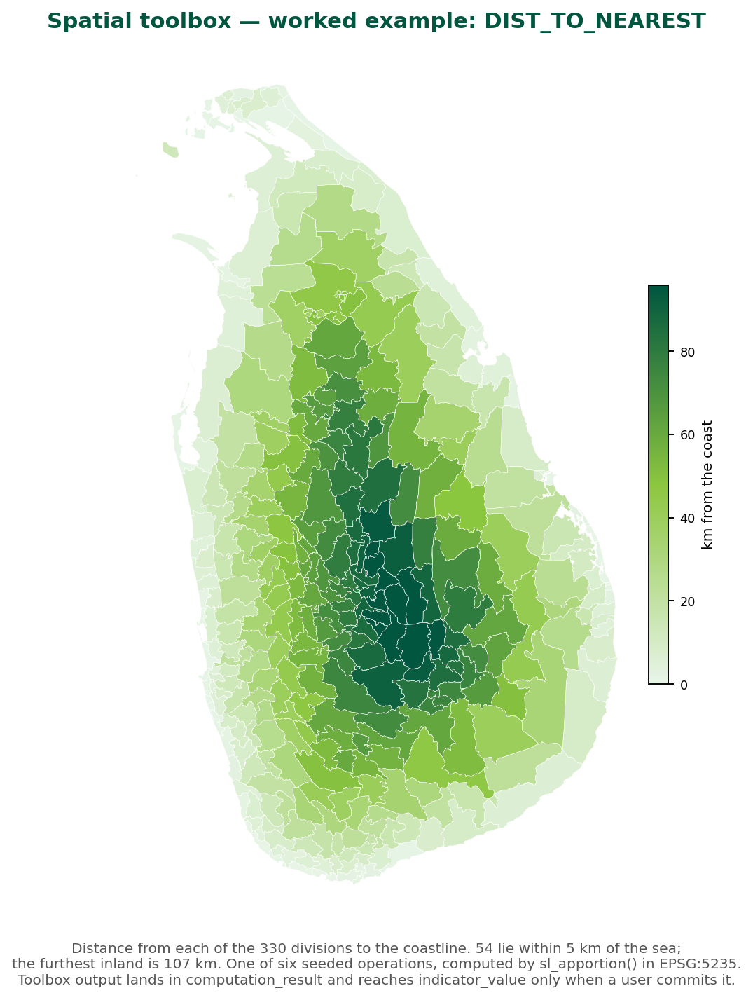 Spatial toolbox — worked example: DIST_TO_NEAREST
80
60
40
20
0
km from the coast
Distance from each of the 330 divisions to the coastline. 54 lie within 5 km of the sea;
the furthest inland is 107 km. One of six seeded operations, computed by sl_apportion() in EPSG:5235.
Toolbox output lands in computation_result and reaches indicator_value only when a user commits it.